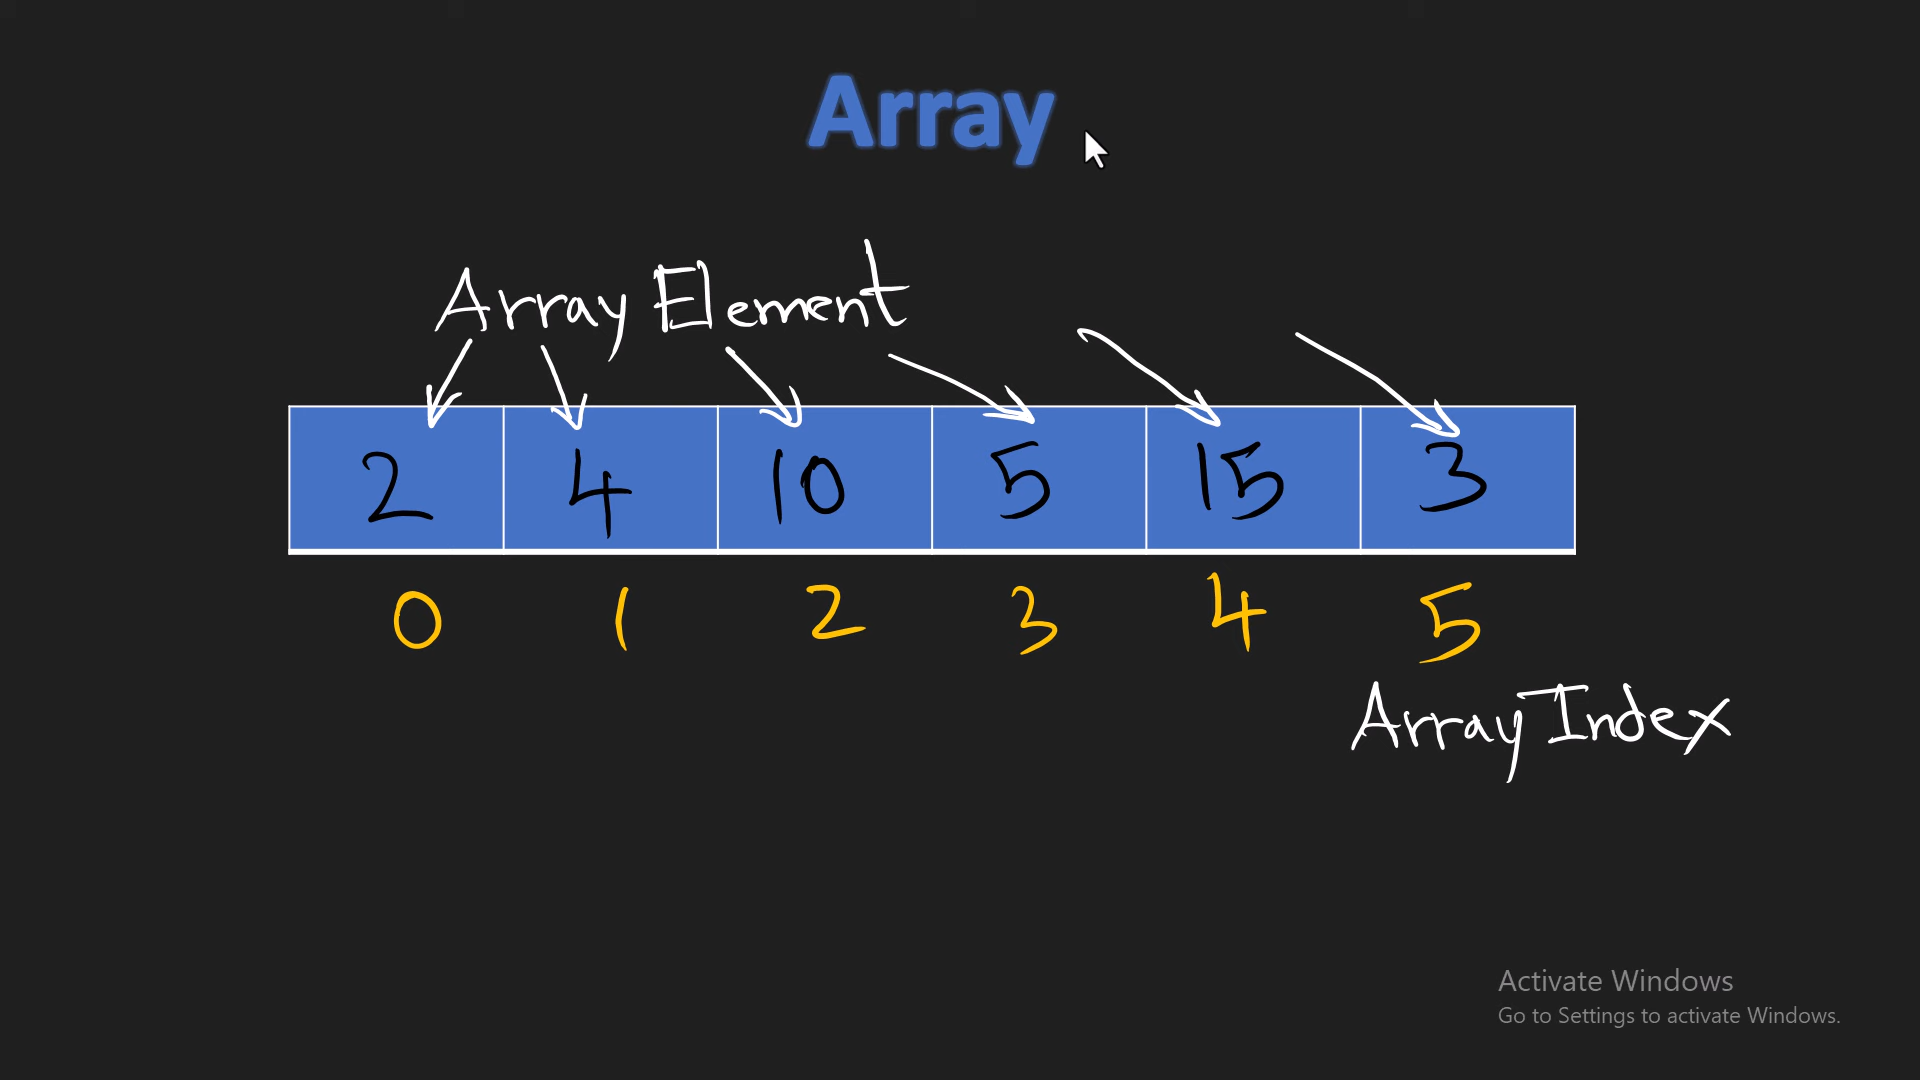 Array
Array Element
2 4 10 5 15 3
0 1 2 3 4 5
Array Index
Activate Windows
Go to Settings to activate Windows.